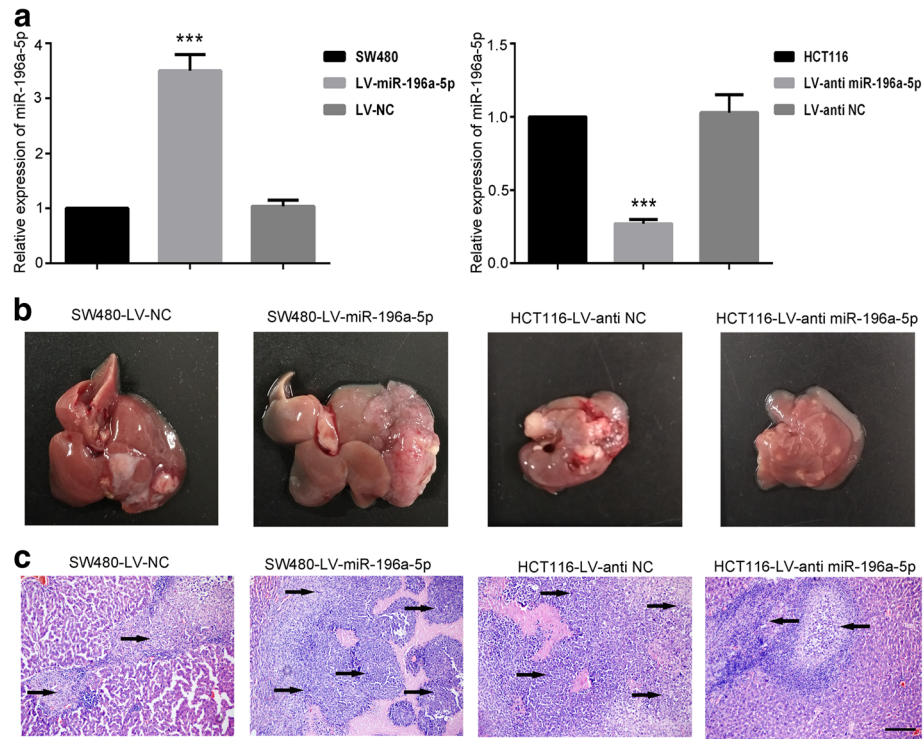 a
Relative expression of miR-196a-5p
4
3
2
1
0
***
SW480
LV-miR-196a-5p
LV-NC
Relative expression of miR-196a-5p
1.5
1.0
0.5
0.0
***
HCT116
LV-anti miR-196a-5p
LV-anti NC
b
SW480-LV-NC
SW480-LV-miR-196a-5p
HCT116-LV-anti NC
HCT116-LV-anti miR-196a-5p
c
SW480-LV-NC
SW480-LV-miR-196a-5p
HCT116-LV-anti NC
HCT116-LV-anti miR-196a-5p